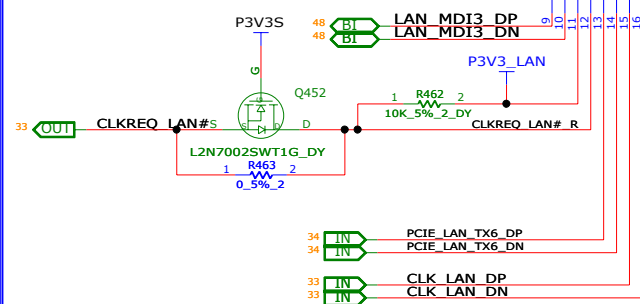 P3V3S
48 BI LAN_MDI3_DP
48 BI LAN_MDI3_DN
9 10 11 12 13 14 15 16
P3V3_LAN
G
Q452
1 R462 2
10K_5%_2_DY
33 OUT CLKREQ_LAN# S D CLKREQ_LAN#_R
L2N7002SWT1G_DY
1 R463 2
0_5%_2
34 IN PCIE_LAN_TX6_DP
34 IN PCIE_LAN_TX6_DN
33 IN CLK_LAN_DP
33 IN CLK_LAN_DN